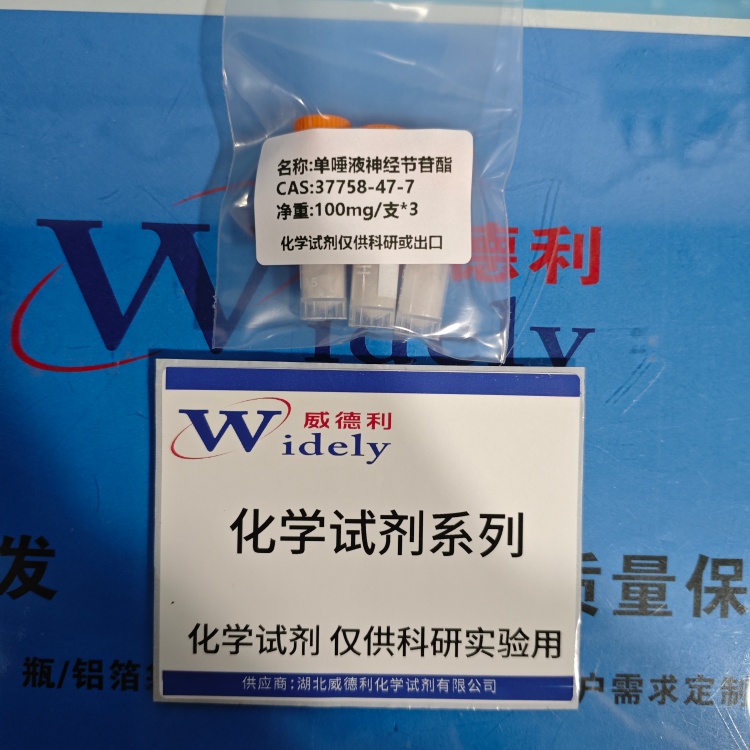 名称:单唾液神经节苷酯
CAS:37758-47-7
净重:100mg/支*3
化学试剂仅供科研或出口
德利
Widely
威德利
Widely
化学试剂系列
化学试剂 仅供科研实验用
供应商:湖北威德利化学试剂有限公司
发
质量保
瓶/铝箔
户需求定制